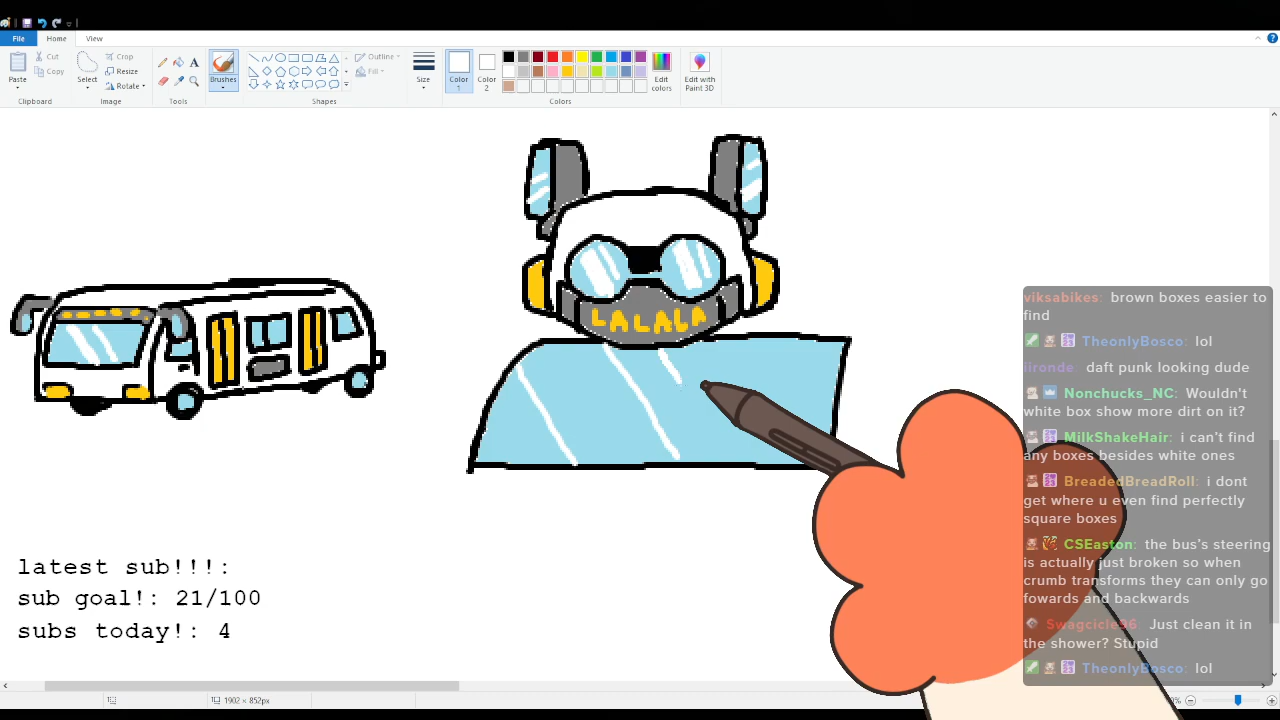 File
Home
View
Paste
Cut
Copy
Clipboard
Select
Crop
Resize
Rotate
Image
A
Tools
Brushes
Outline
Fill
Shapes
Size
Color
1
Color
2
Edit
colors
Colors
Edit with
Paint 3D
LALALA
latest sub!!!:
sub goal!: 21/100
subs today!: 4
viksabikes: brown boxes easier to
find
TheonlyBosco: lol
lironde: daft punk looking dude
Nonchucks_NC: Wouldn't
white box show more dirt on it?
MilkShakeHair: i can't find
any boxes besides white ones
BreadedBreadRoll: i dont
get where u even find perfectly
square boxes
CSEaston: the bus's steering
is actually just broken so when
crumb transforms they can only go
fowards and backwards
Swagcicle96: Just clean it in
the shower? Stupid
TheonlyBosco: lol
1902 × 852px